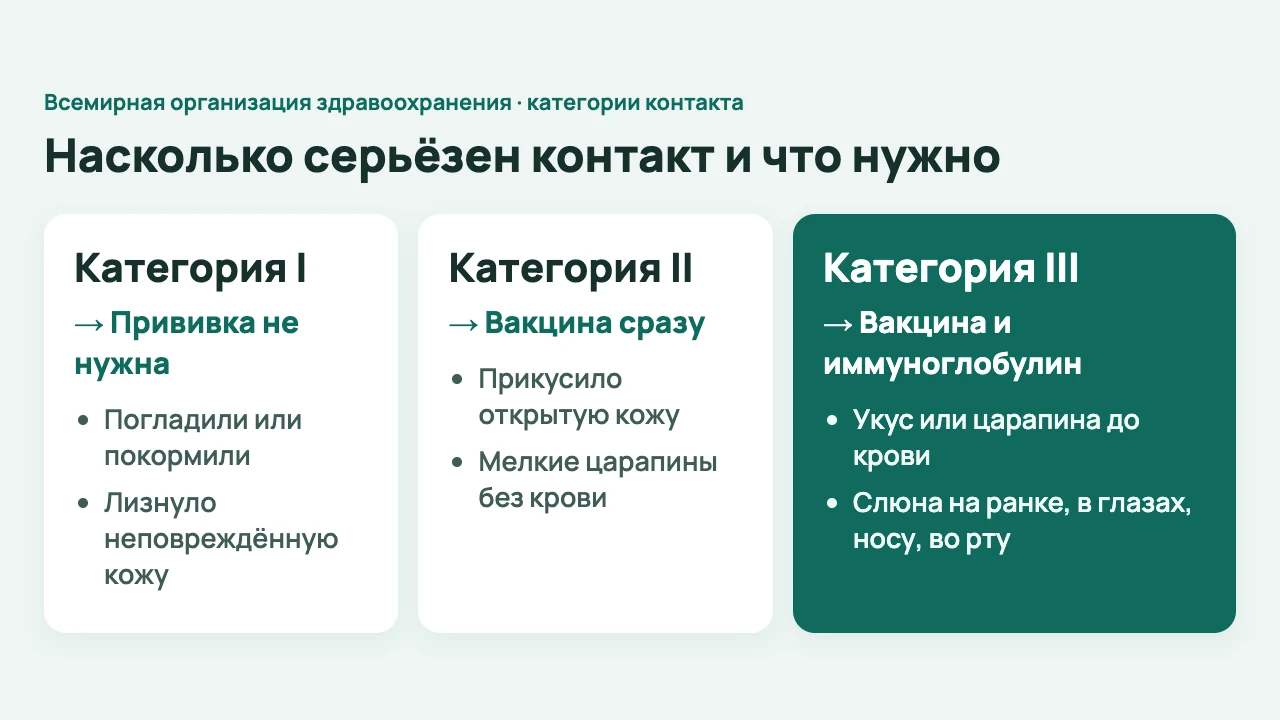 Всемирная организация здравоохранения · категории контакта
Насколько серьёзен контакт и что нужно
Категория I
→ Прививка не
нужна
• Погладили или
покормили
• Лизнуло
неповреждённую
кожу
Категория II
→ Вакцина сразу
• Прикусило
открытую кожу
• Мелкие царапины
без крови
Категория III
→ Вакцина и
иммуноглобулин
• Укус или царапина до
крови
• Слюна на ранке, в глазах,
носу, во рту